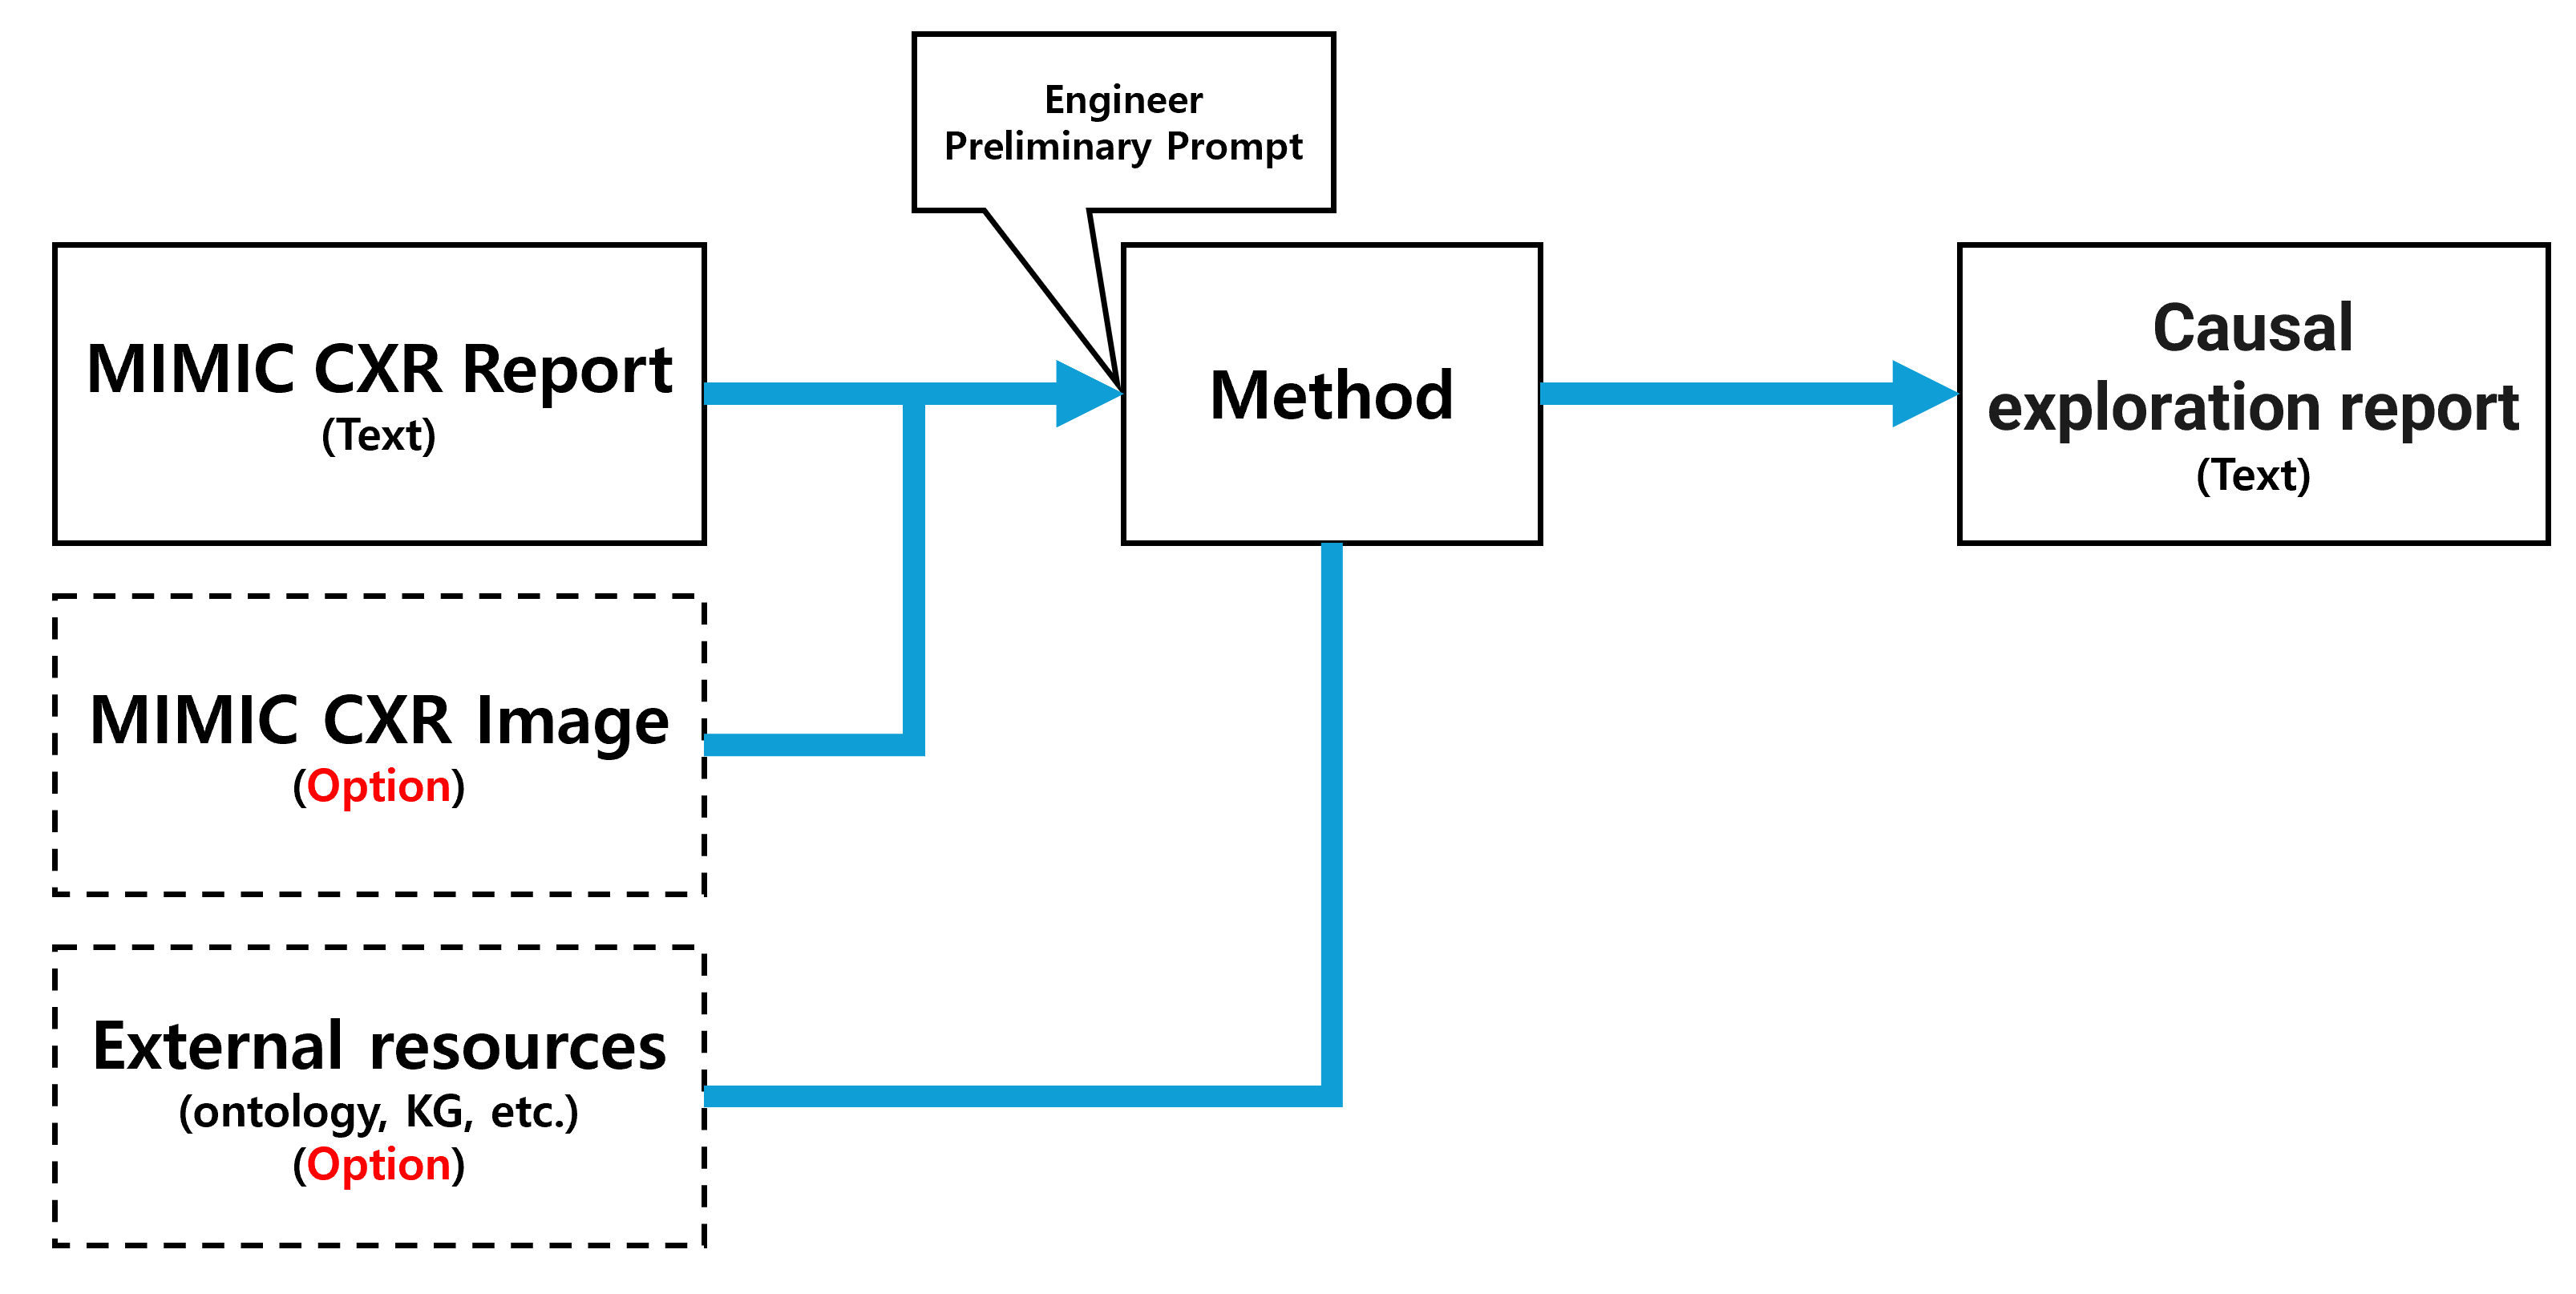 Engineer
Preliminary Prompt
MIMIC CXR Report
(Text)
Method
Causal
exploration report
(Text)
MIMIC CXR Image
(Option)
External resources
(ontology, KG, etc.)
(Option)